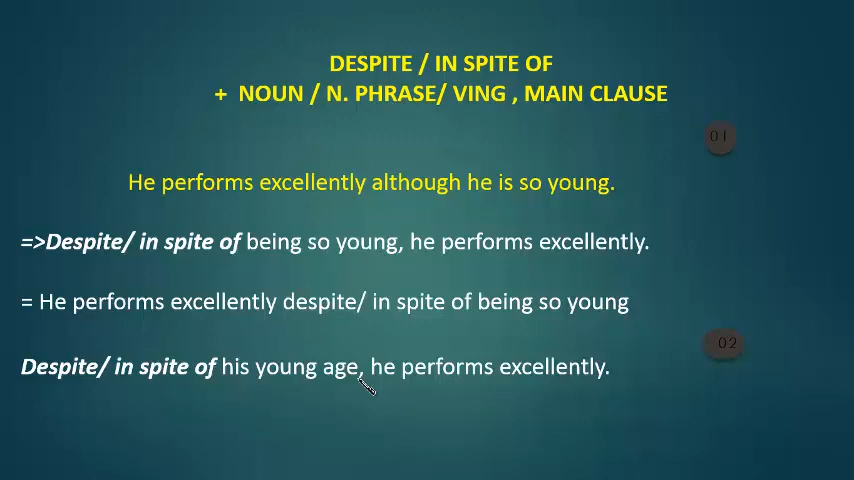 DESPITE / IN SPITE OF
+ NOUN / N. PHRASE/ VING , MAIN CLAUSE
01
He performs excellently although he is so young.
=>Despite/ in spite of being so young, he performs excellently.
= He performs excellently despite/ in spite of being so young
02
Despite/ in spite of his young age, he performs excellently.